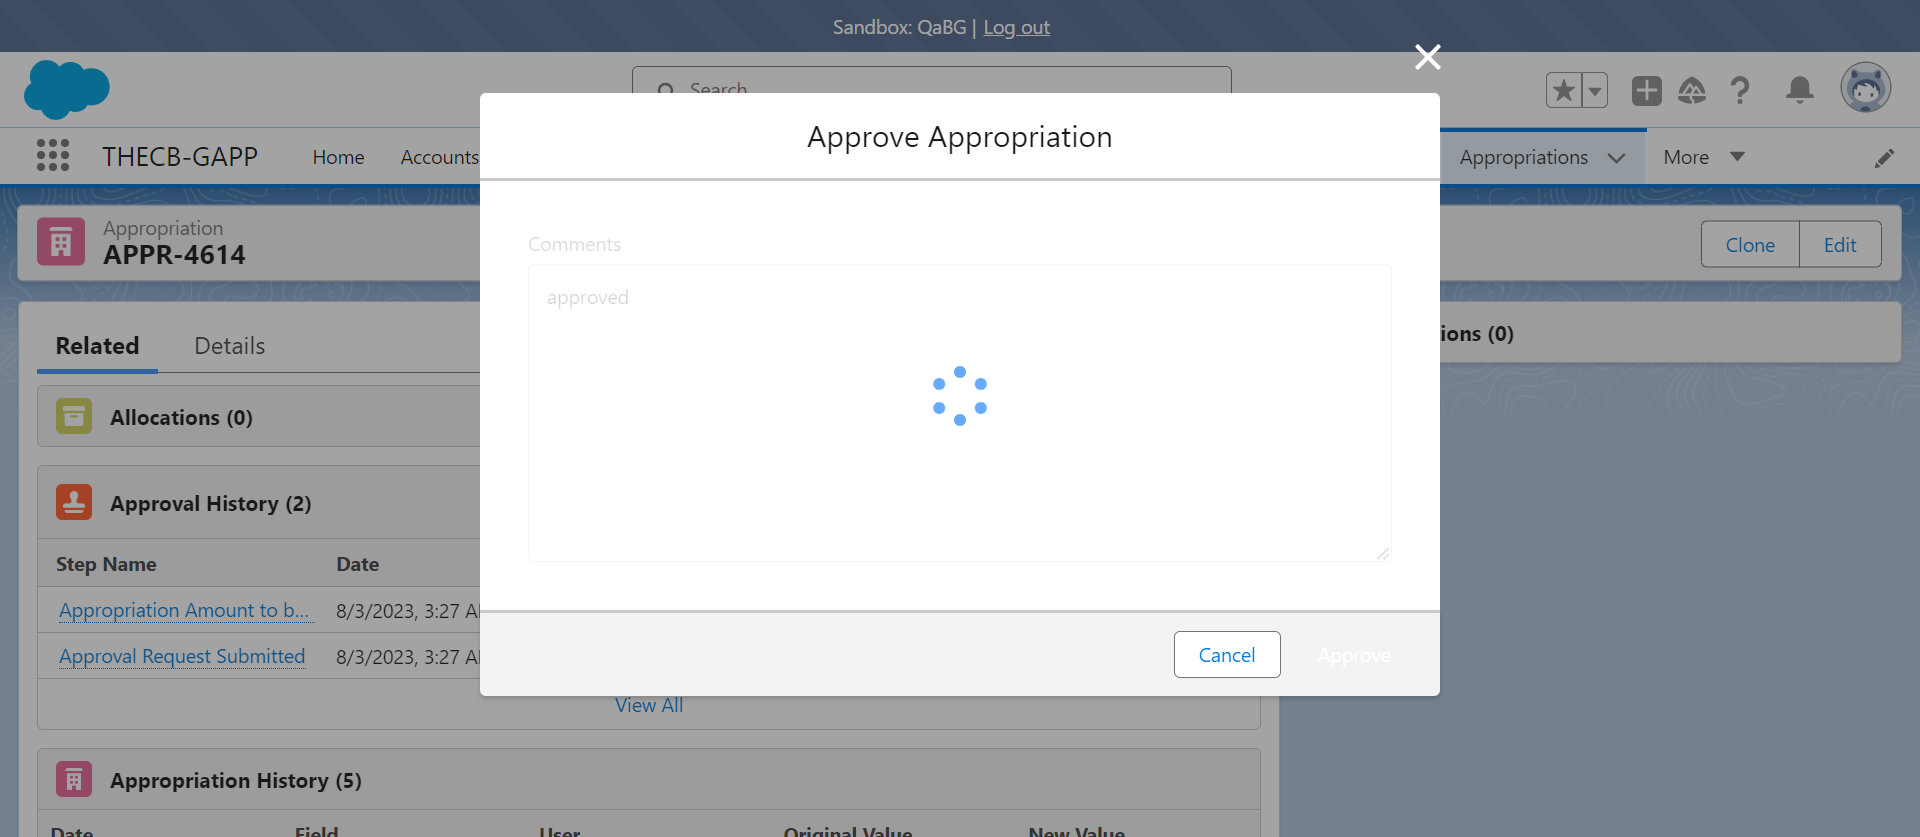 Sandbox: QaBG | Log out
Search
THECB-GAPP Home Accounts Appropriations More
Approve Appropriation
Appropriation
APPR-4614
Clone Edit
Comments
approved
ions (0)
Related Details
Allocations (0)
Approval History (2)
Step Name Date
Appropriation Amount to b... 8/3/2023, 3:27 A
Approval Request Submitted 8/3/2023, 3:27 A
Cancel Approve
View All
Appropriation History (5)
Date Field User Original Value New Value